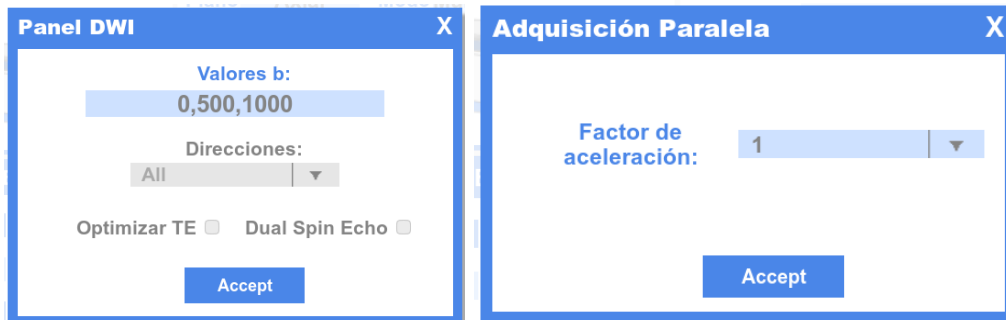 Panel DWI X
Valores b:
0,500,1000
Direcciones:
All
Optimizar TE Dual Spin Echo
Accept
Adquisición Paralela X
Factor de
aceleración:
1
Accept